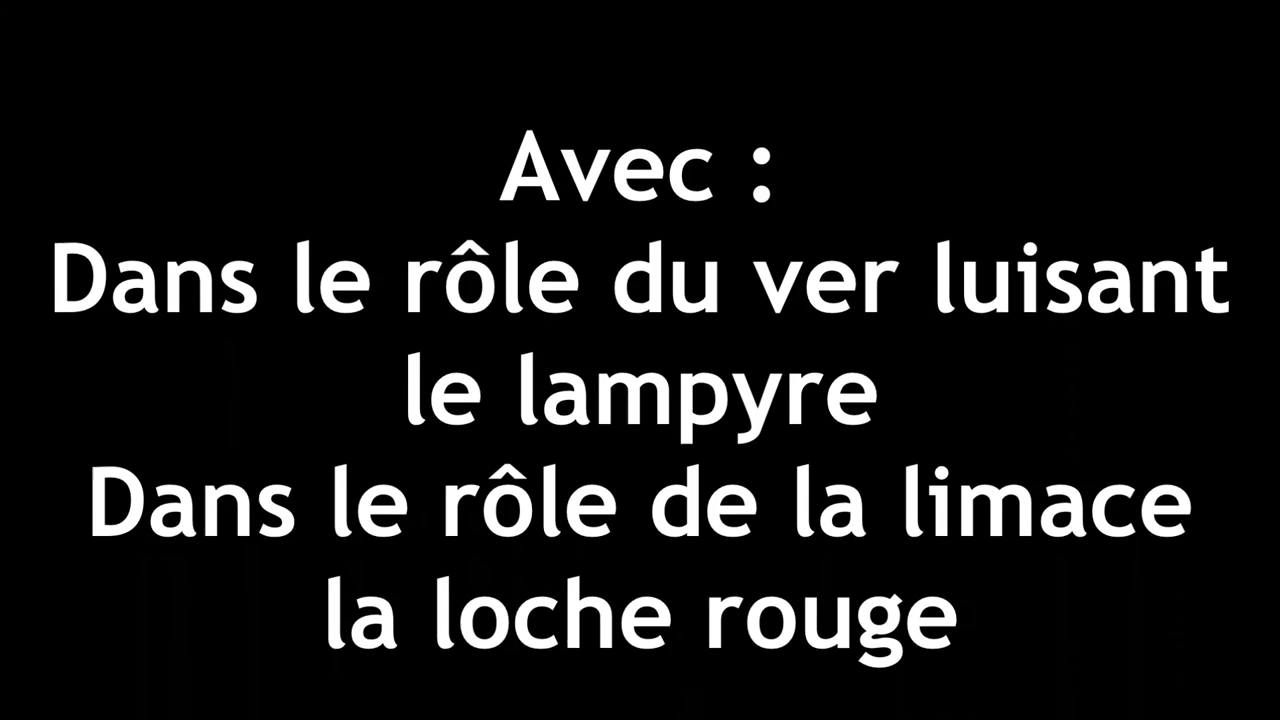 Avec :
Dans le rôle du ver luisant
le lampyre
Dans le rôle de la limace
la loche rouge